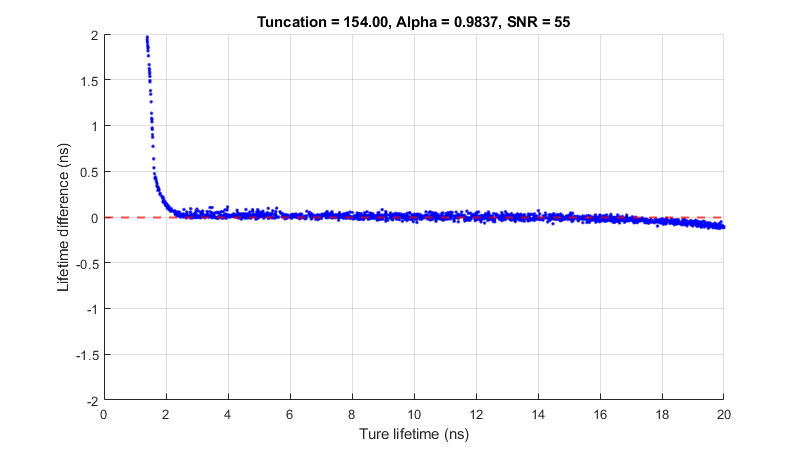 Tuncation = 154.00, Alpha = 0.9837, SNR = 55
2
1.5
1
0.5
0
-0.5
-1
-1.5
-2
Lifetime difference (ns)
0 2 4 6 8 10 12 14 16 18 20
Ture lifetime (ns)